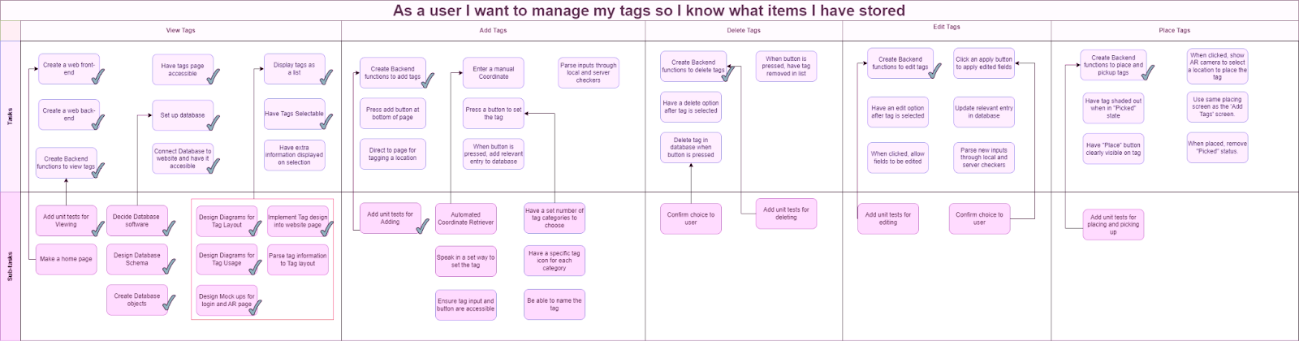 As a user I want to manage my tags so I know what items I have stored
View Tags
Add Tags
Delete Tags
Edit Tags
Place Tags
Tasks
Create a web front-
end
Have tags page
accessible
Display tags as
a list
Create a web back-
end
Set up database
Have Tags Selectable
Create Backend
functions to view tags
Connect Database to
website and have it
accesible
Have extra
information displayed
on selection
Create Backend
functions to add tags
Enter a manual
Coordinate
Parse inputs through
local and server
checkers
Press add button at
bottom of page
Press a button to set
the tag
Direct to page for
tagging a location
When button is
pressed, add relevant
entry to database
Create Backend
functions to delete tags
When button is
pressed, have tag
removed in list
Have a delete option
after tag is selected
Delete tag in
database when
button is pressed
Create Backend
functions to edit tags
Click an apply button
to apply edited fields
Have an edit option
after tag is selected
Update relevant entry
in database
When clicked, allow
fields to be edited
Parse new inputs
through local and
server checkers
Create Backend
functions to place and
pickup tags
When clicked, show
AR camera to select
a location to place the
tag
Have tag shaded out
when in "Picked"
state
Use same placing
screen as the 'Add
Tags' screen.
Have "Place" button
clearly visible on tag
When placed, remove
"Picked" status
Sub-tasks
Add unit tests for
Viewing
Decide Database
software
Design Diagrams for
Tag Layout
Implement Tag design
into website page
Make a home page
Design Database
Schema
Design Diagrams for
Tag Usage
Parse tag information
to Tag layout
Create Database
objects
Design Mock ups for
login and AR page
Add unit tests for
Adding
Automated
Coordinate Retriever
Have a set number of
tag categories to
choose
Speak in a set way to
set the tag
Have a specific tag
icon for each
category
Ensure tag input and
button are accessible
Be able to name the
tag
Confirm choice to
user
Add unit tests for
deleting
Add unit tests for
editing
Confirm choice to
user
Add unit tests for
placing and picking
up